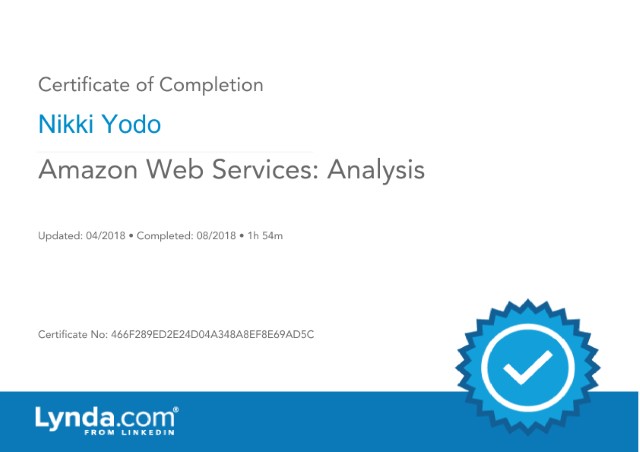 Certificate of Completion
Nikki Yodo
Amazon Web Services: Analysis
Updated: 04/2018 • Completed: 08/2018 • 1h 54m
Certificate No: 466F289ED2E24D04A348A8EF8E69AD5C
Lynda.com®
FROM LINKEDIN